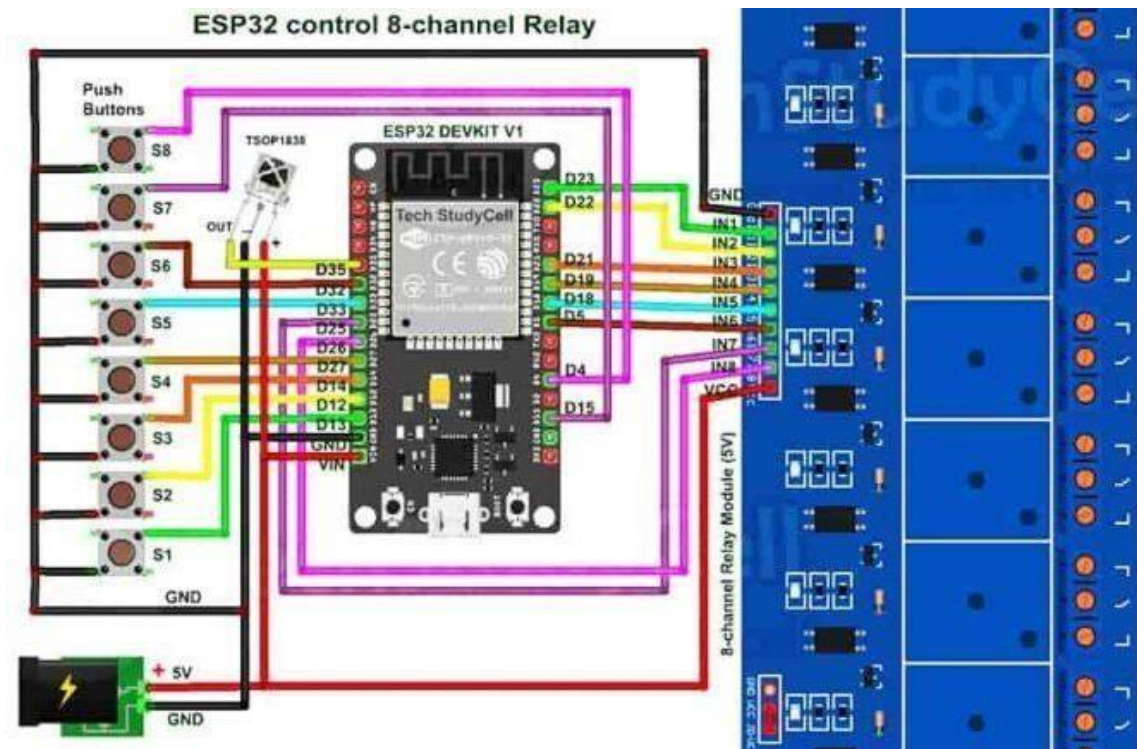 ESP32 control 8-channel Relay
Push
Buttons
S8
S7
S6
S5
S4
S3
S2
S1
TSOP1838
OUT
-
+
ESP32 DEVKIT V1
Tech StudyCell
CE
D35
D32
D33
D25
D26
D27
D14
D12
D13
GND
VIN
D23
D22
D21
D19
D18
D5
D4
D15
EN
BOOT
GND
IN1
IN2
IN3
IN4
IN5
IN6
IN7
IN8
VCC
8-channel Relay Module (5V)
GND
+ 5V
GND